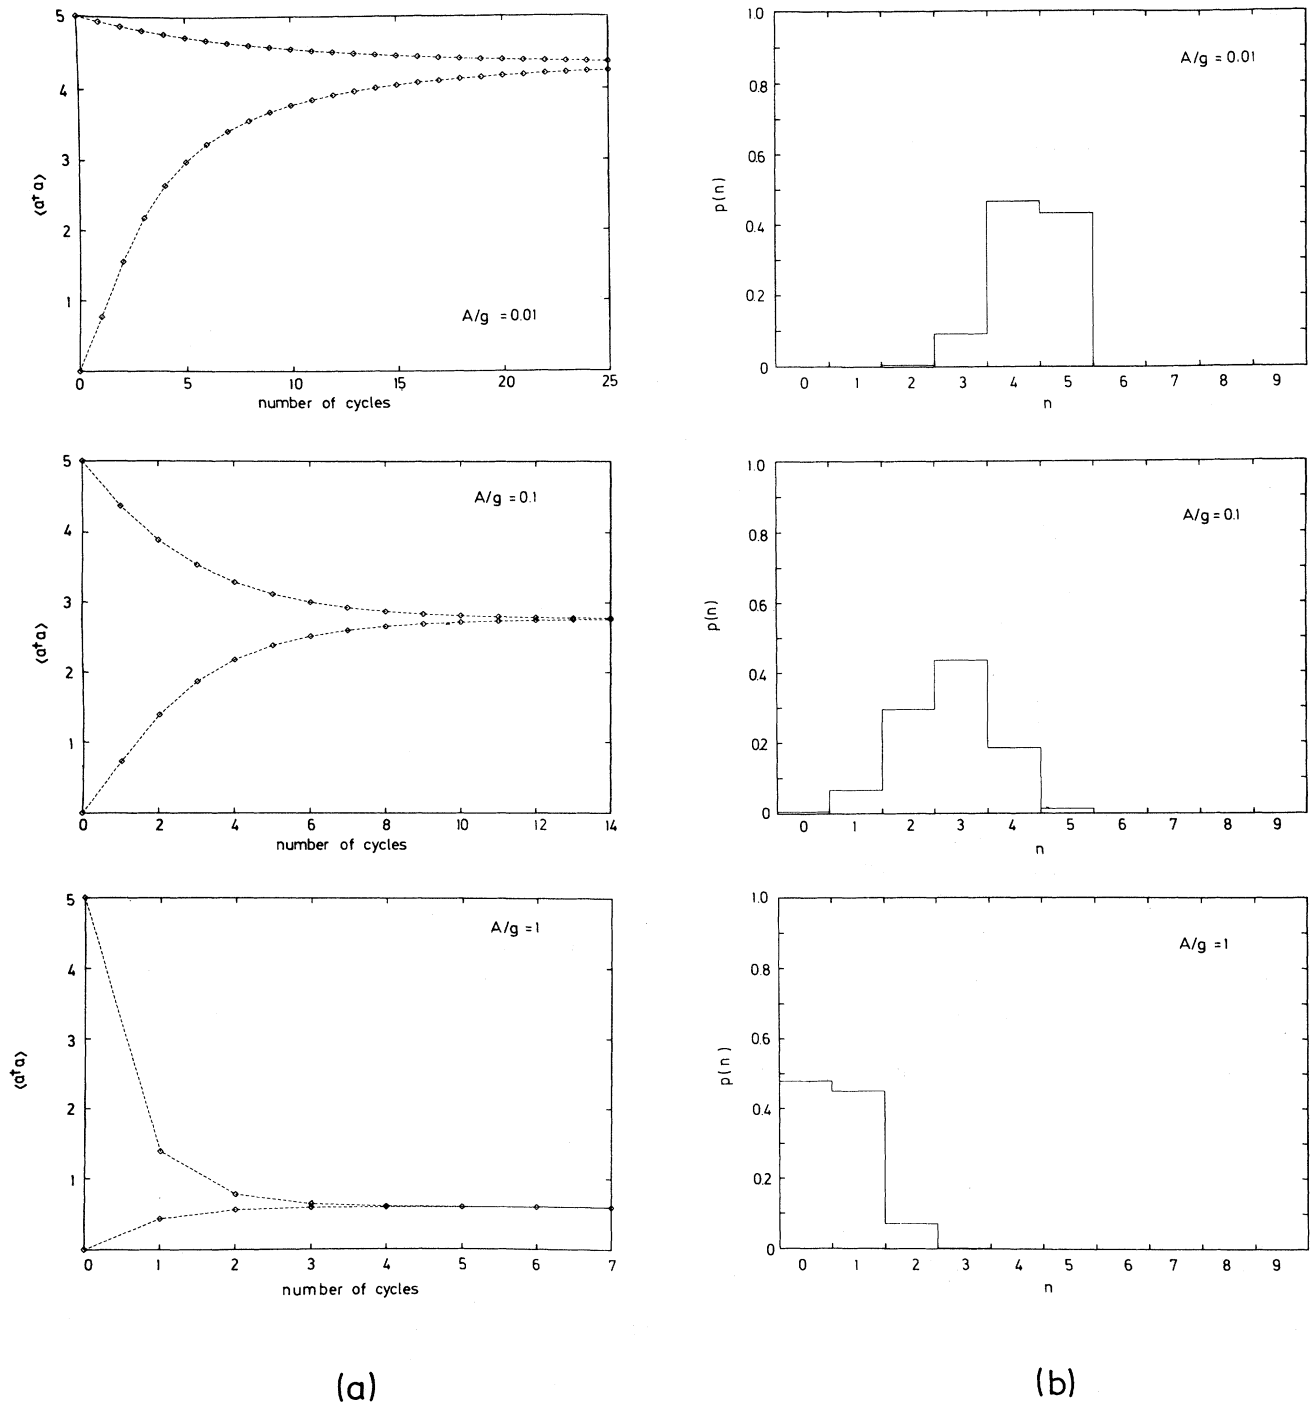 5
4
3
2
1
⟨a†a⟩
A/g = 0.01
0 5 10 15 20 25
number of cycles
1.0
0.8
0.6
0.4
0.2
0
p(n)
A/g = 0.01
0 1 2 3 4 5 6 7 8 9
n
5
4
3
2
1
⟨a†a⟩
A/g = 0.1
0 2 4 6 8 10 12 14
number of cycles
1.0
0.8
0.6
0.4
0.2
0
p(n)
A/g = 0.1
0 1 2 3 4 5 6 7 8 9
n
5
4
3
2
1
⟨a†a⟩
A/g = 1
0 1 2 3 4 5 6 7
number of cycles
1.0
0.8
0.6
0.4
0.2
0
p(n)
A/g = 1
0 1 2 3 4 5 6 7 8 9
n
(a)
(b)